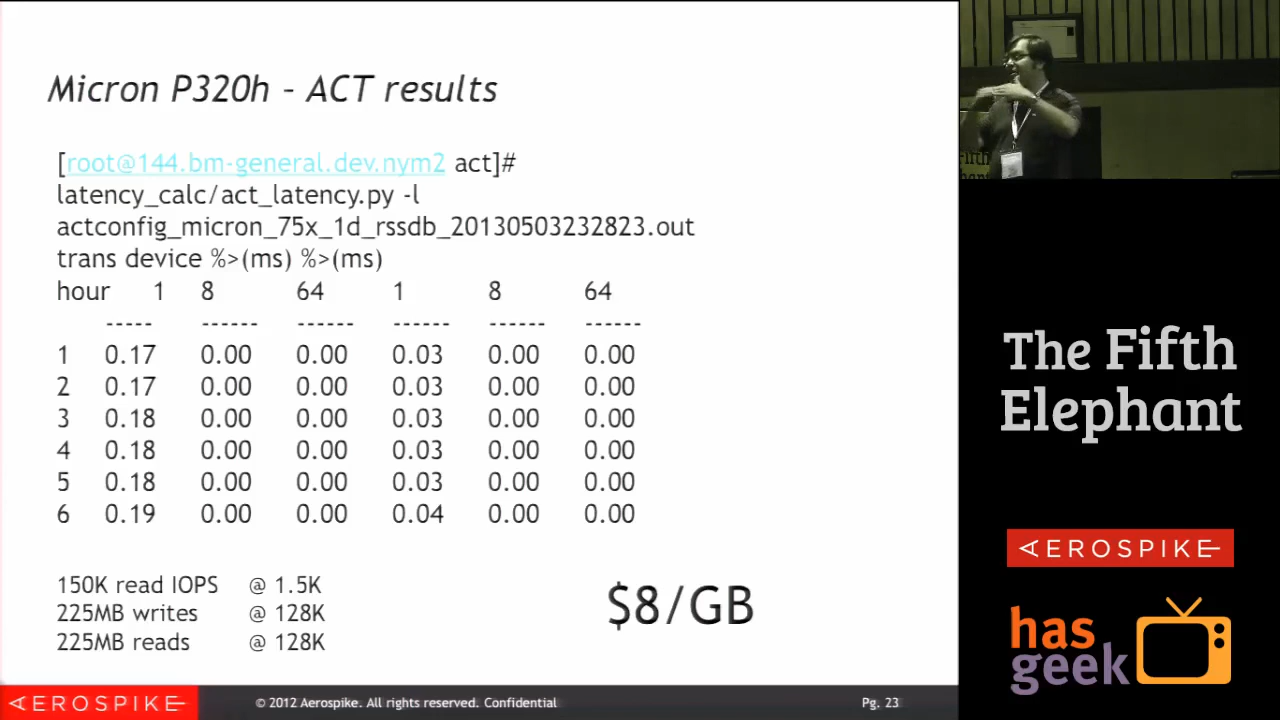 Micron P320h – ACT results
[root@144.bm-general.dev.nym2 act]#
latency_calc/act_latency.py -l
actconfig_micron_75x_1d_rssdb_20130503232823.out
trans device %>(ms) %>(ms)
hour 1 8 64 1 8 64
----- ------ ------ ------ ------ ------
1 0.17 0.00 0.00 0.03 0.00 0.00
2 0.17 0.00 0.00 0.03 0.00 0.00
3 0.18 0.00 0.00 0.03 0.00 0.00
4 0.18 0.00 0.00 0.03 0.00 0.00
5 0.18 0.00 0.00 0.03 0.00 0.00
6 0.19 0.00 0.00 0.04 0.00 0.00
150K read IOPS @ 1.5K
225MB writes @ 128K
225MB reads @ 128K
$8/GB
AEROSPIKE
© 2012 Aerospike. All rights reserved. Confidential
Pg. 23
The Fifth
Elephant
AEROSPIKE
has
geek